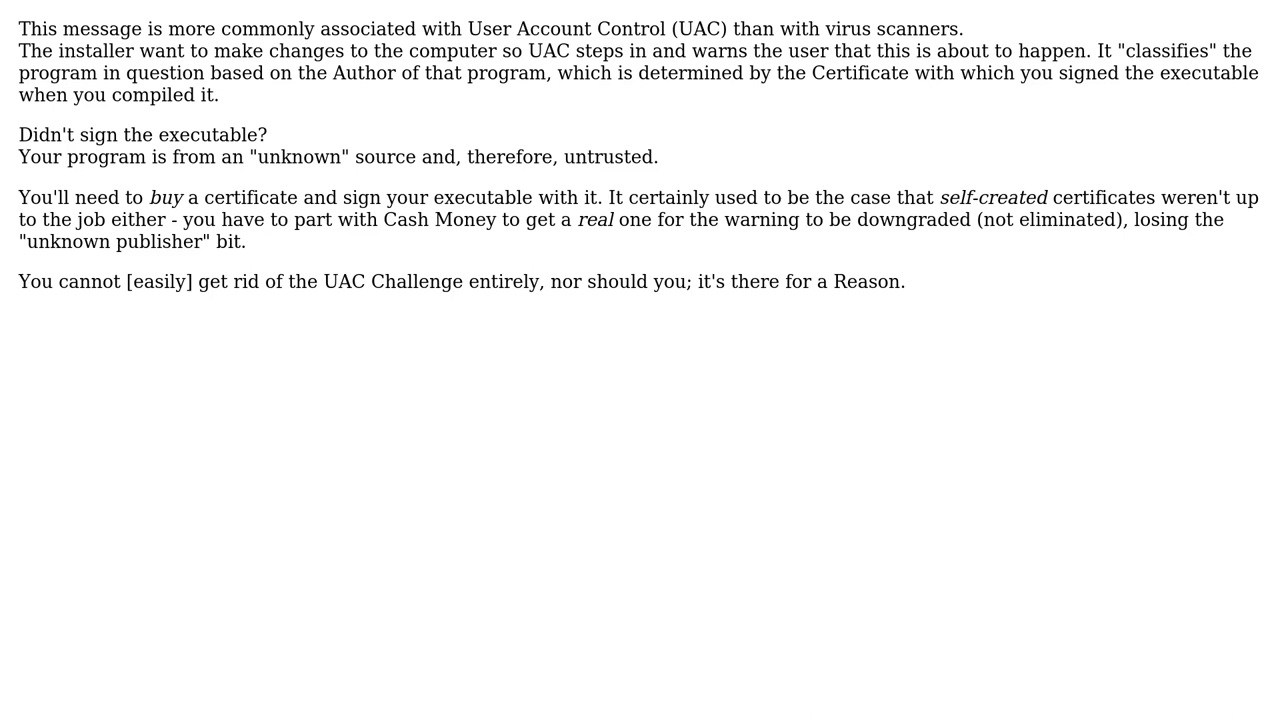 This message is more commonly associated with User Account Control (UAC) than with virus scanners.
The installer want to make changes to the computer so UAC steps in and warns the user that this is about to happen. It "classifies" the
program in question based on the Author of that program, which is determined by the Certificate with which you signed the executable
when you compiled it.
Didn't sign the executable?
Your program is from an "unknown" source and, therefore, untrusted.
You'll need to buy a certificate and sign your executable with it. It certainly used to be the case that self-created certificates weren't up
to the job either - you have to part with Cash Money to get a real one for the warning to be downgraded (not eliminated), losing the
"unknown publisher" bit.
You cannot [easily] get rid of the UAC Challenge entirely, nor should you; it's there for a Reason.